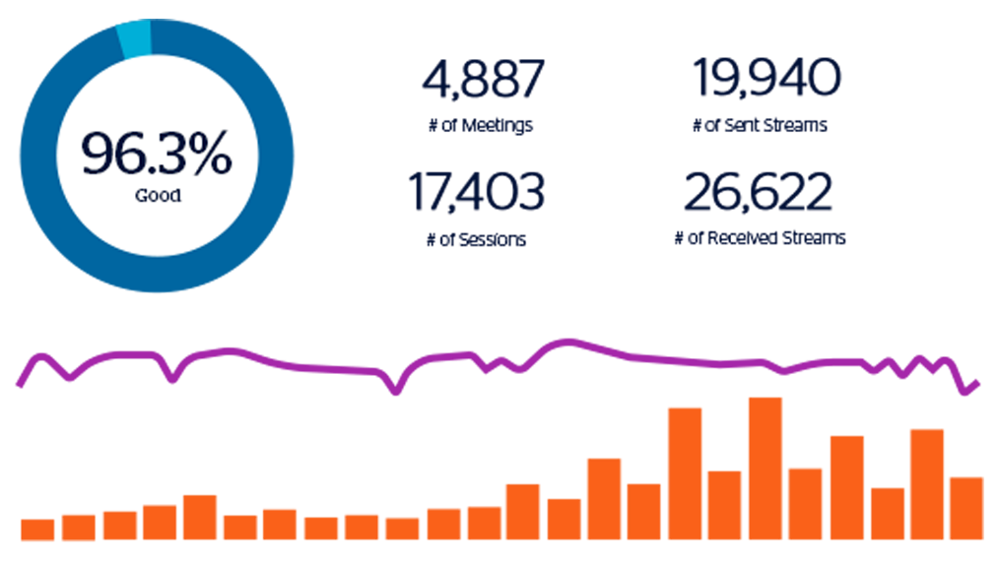 96.3%
Good
4,887
# of Meetings
19,940
# of Sent Streams
17,403
# of Sessions
26,622
# of Received Streams